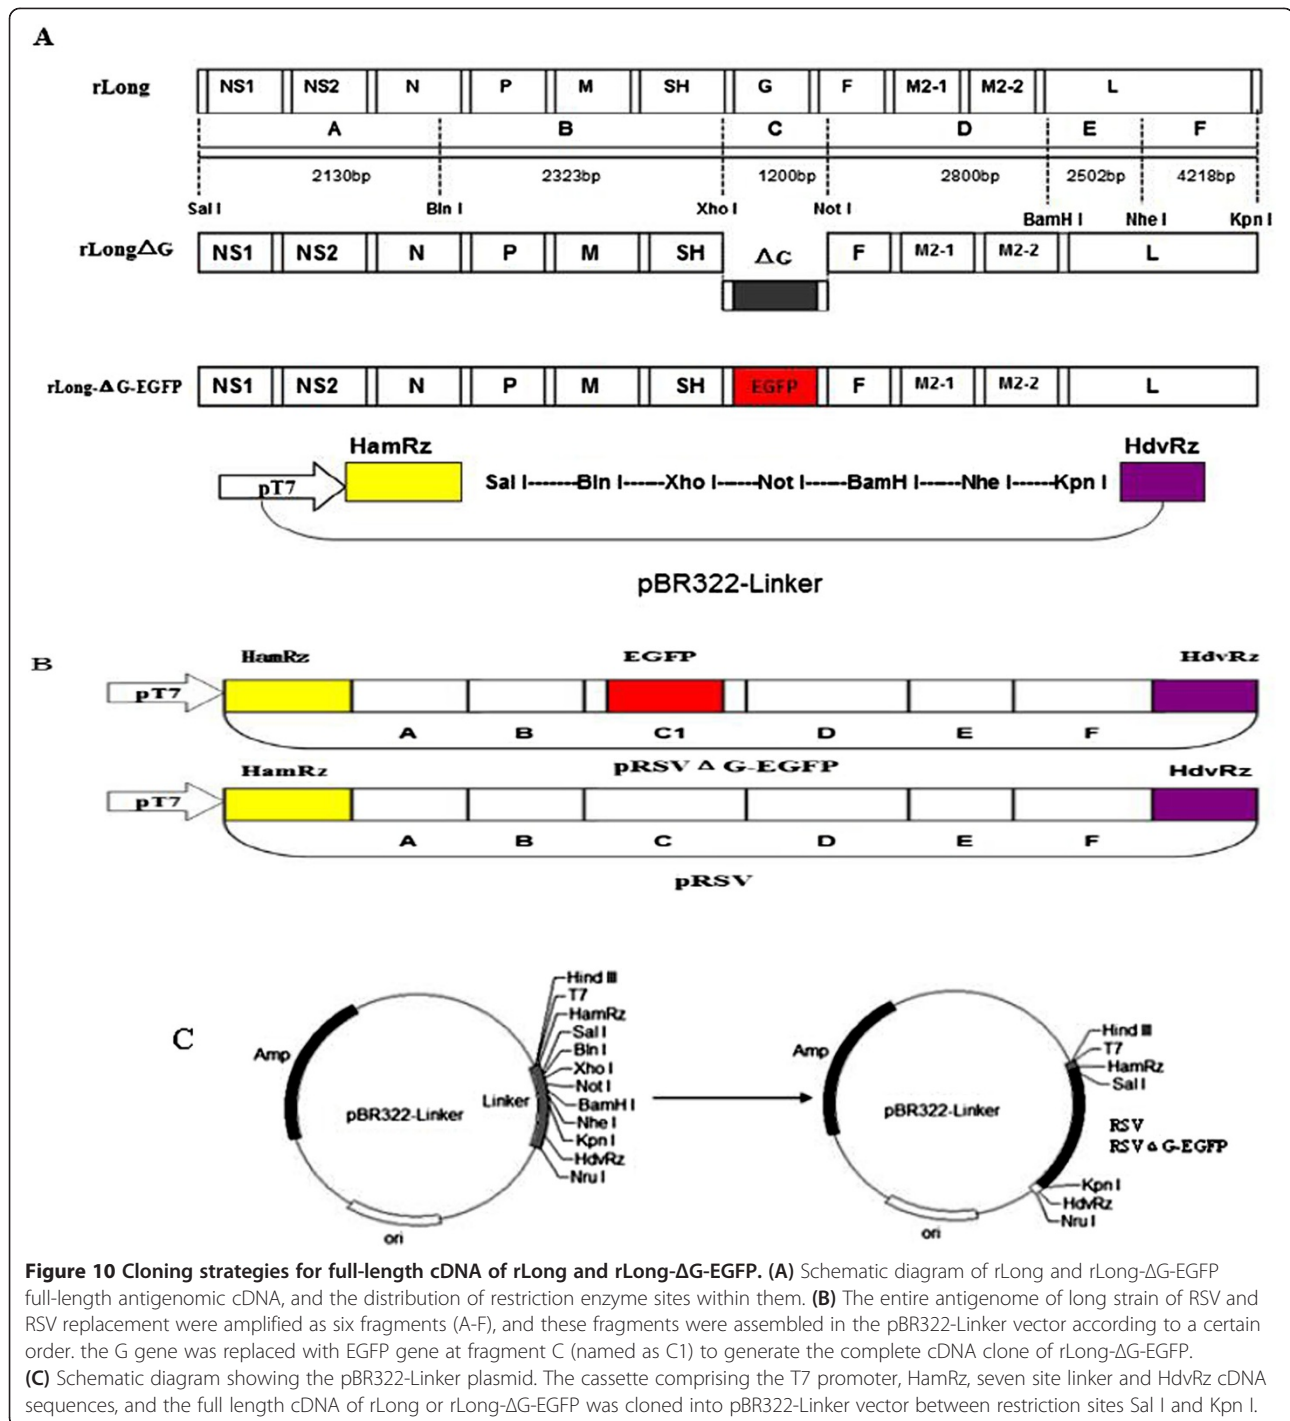 A
rLong NS1 NS2 N P M SH G F M2-1 M2-2 L
A B C D E F
2130bp 2323bp 1200bp 2800bp 2502bp 4218bp
Sal I Bln I Xho I Not I BamH I Nhe I Kpn I
rLong△G NS1 NS2 N P M SH △G F M2-1 M2-2 L
rLong-△G-EGFP NS1 NS2 N P M SH EGFP F M2-1 M2-2 L
HamRz HdvRz
pT7 Sal I-------Bln I------Xho I------Not I------BamH I------Nhe I------Kpn I
pBR322-Linker
B
HamRz EGFP HdvRz
pT7
A B C1 D E F
pRSV △ G-EGFP
HamRz HdvRz
pT7
A B C D E F
pRSV
C
Amp
pBR322-Linker
Linker
ori
Hind III
T7
HamRz
Sal I
Bln I
Xho I
Not I
BamH I
Nhe I
Kpn I
HdvRz
Nru I
Amp
pBR322-Linker
ori
Hind III
T7
HamRz
Sal I
RSV
RSV △ G-EGFP
Kpn I
HdvRz
Nru I
Figure 10 Cloning strategies for full-length cDNA of rLong and rLong-ΔG-EGFP. (A) Schematic diagram of rLong and rLong-ΔG-EGFP
full-length antigenomic cDNA, and the distribution of restriction enzyme sites within them. (B) The entire antigenome of long strain of RSV and
RSV replacement were amplified as six fragments (A-F), and these fragments were assembled in the pBR322-Linker vector according to a certain
order. the G gene was replaced with EGFP gene at fragment C (named as C1) to generate the complete cDNA clone of rLong-ΔG-EGFP.
(C) Schematic diagram showing the pBR322-Linker plasmid. The cassette comprising the T7 promoter, HamRz, seven site linker and HdvRz cDNA
sequences, and the full length cDNA of rLong or rLong-ΔG-EGFP was cloned into pBR322-Linker vector between restriction sites Sal I and Kpn I.